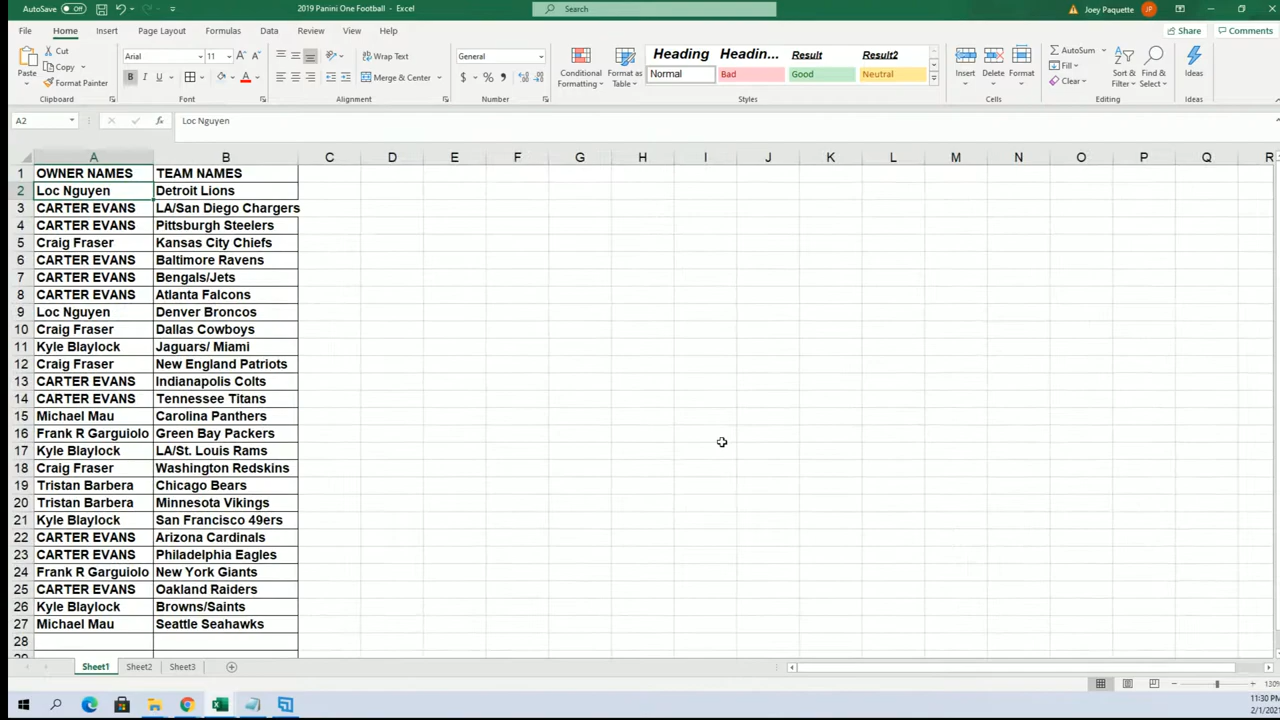 AutoSave Off 2019 Panini One Football - Excel Search Joey Paquette JP
File Home Insert Page Layout Formulas Data Review View Help Share Comments
Paste Cut Copy Format Painter Clipboard
Arial 11 B I U A Font
Wrap Text Merge & Center Alignment
General $ % Number
Conditional Formatting Format as Table
Heading Headin... Result Result2
Normal Bad Good Neutral
Styles
Insert Delete Format Cells
AutoSum Fill Clear Sort & Filter Find & Select Editing
Ideas Ideas
A2 fx Loc Nguyen
A B C D E F G H I J K L M N O P Q R
1 OWNER NAMES TEAM NAMES
2 Loc Nguyen Detroit Lions
3 CARTER EVANS LA/San Diego Chargers
4 CARTER EVANS Pittsburgh Steelers
5 Craig Fraser Kansas City Chiefs
6 CARTER EVANS Baltimore Ravens
7 CARTER EVANS Bengals/Jets
8 CARTER EVANS Atlanta Falcons
9 Loc Nguyen Denver Broncos
10 Craig Fraser Dallas Cowboys
11 Kyle Blaylock Jaguars/ Miami
12 Craig Fraser New England Patriots
13 CARTER EVANS Indianapolis Colts
14 CARTER EVANS Tennessee Titans
15 Michael Mau Carolina Panthers
16 Frank R Garguiolo Green Bay Packers
17 Kyle Blaylock LA/St. Louis Rams
18 Craig Fraser Washington Redskins
19 Tristan Barbera Chicago Bears
20 Tristan Barbera Minnesota Vikings
21 Kyle Blaylock San Francisco 49ers
22 CARTER EVANS Arizona Cardinals
23 CARTER EVANS Philadelphia Eagles
24 Frank R Garguiolo New York Giants
25 CARTER EVANS Oakland Raiders
26 Kyle Blaylock Browns/Saints
27 Michael Mau Seattle Seahawks
28
Sheet1 Sheet2 Sheet3
130%
11:30 PM
2/1/2021